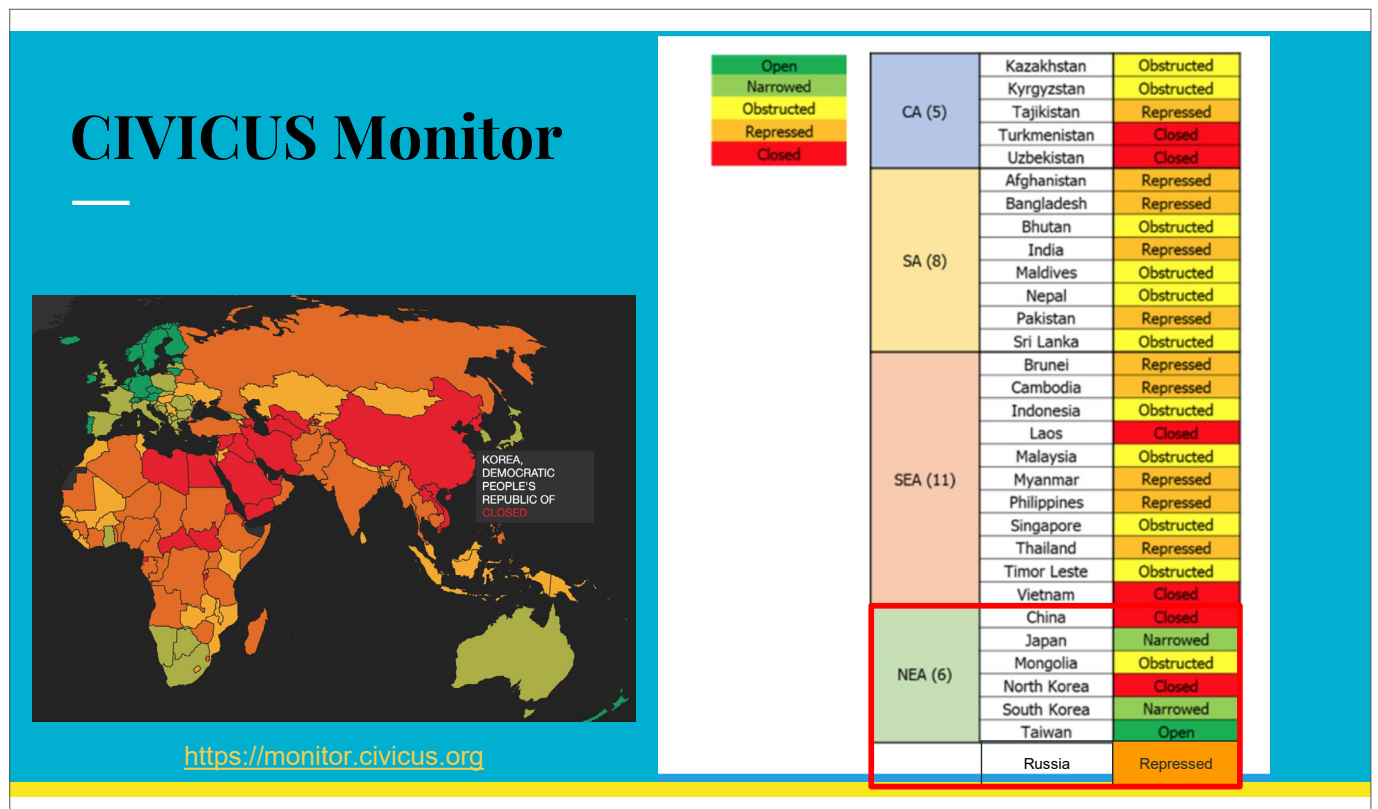 CIVICUS Monitor
KOREA,
DEMOCRATIC
PEOPLE'S
REPUBLIC OF
CLOSED
https://monitor.civicus.org
Open
Narrowed
Obstructed
Repressed
Closed
CA (5)
Kazakhstan Obstructed
Kyrgyzstan Obstructed
Tajikistan Repressed
Turkmenistan Closed
Uzbekistan Closed
SA (8)
Afghanistan Repressed
Bangladesh Repressed
Bhutan Obstructed
India Repressed
Maldives Obstructed
Nepal Obstructed
Pakistan Repressed
Sri Lanka Obstructed
SEA (11)
Brunei Repressed
Cambodia Repressed
Indonesia Obstructed
Laos Closed
Malaysia Obstructed
Myanmar Repressed
Philippines Repressed
Singapore Obstructed
Thailand Repressed
Timor Leste Obstructed
Vietnam Closed
NEA (6)
China Closed
Japan Narrowed
Mongolia Obstructed
North Korea Closed
South Korea Narrowed
Taiwan Open
Russia Repressed